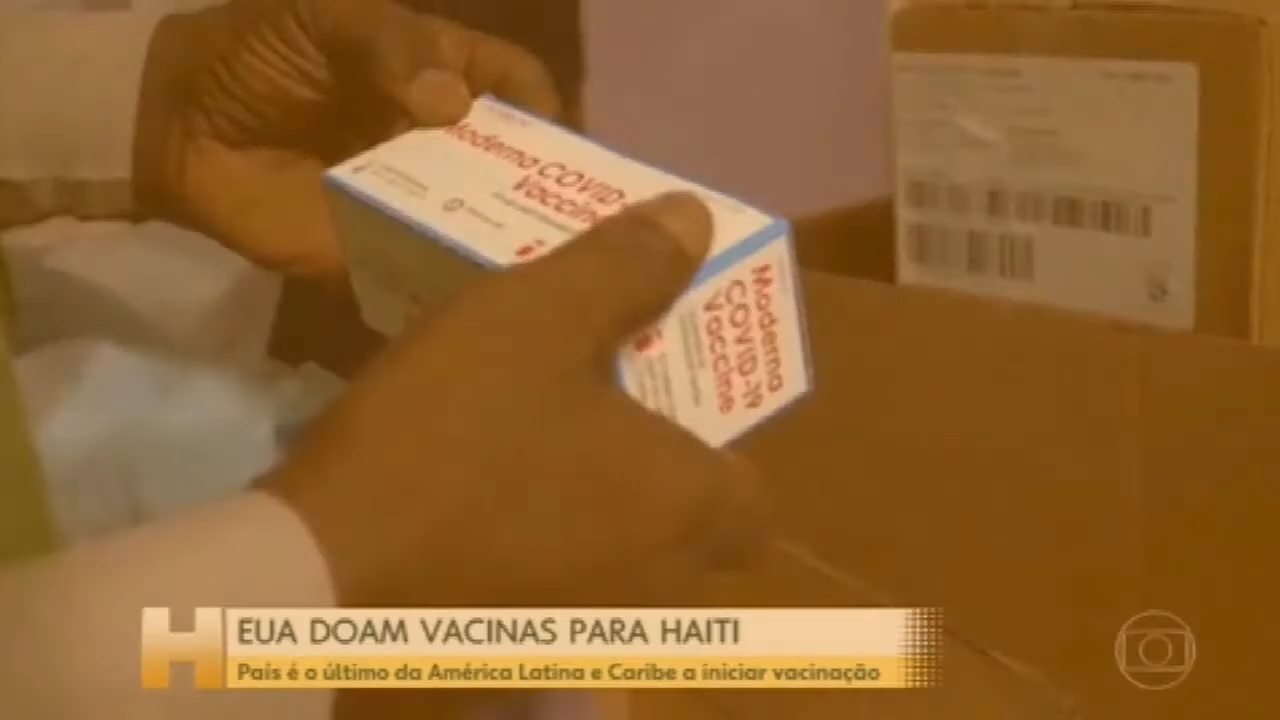 Moderna COVID-
Vaccine
Moderna
COVID-19
Vaccine
H
EUA DOAM VACINAS PARA HAITI
País é o último da América Latina e Caribe a iniciar vacinação